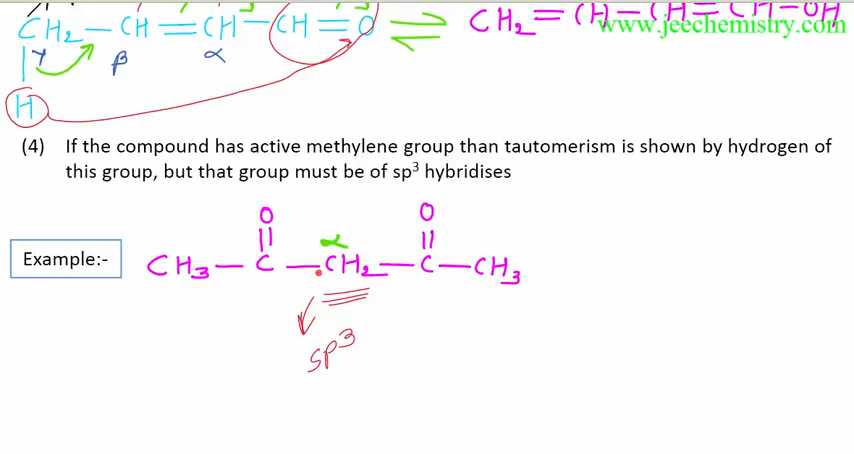 CH2 = CH - CH = CH - OH
CH2 - CH = CH - CH = O
www.jeechemistry.com
γ β α
H
(4) If the compound has active methylene group than tautomerism is shown by hydrogen of
this group, but that group must be of sp3 hybridises
O O
α
Example:- CH3 - C - CH2 - C - CH3
sp3